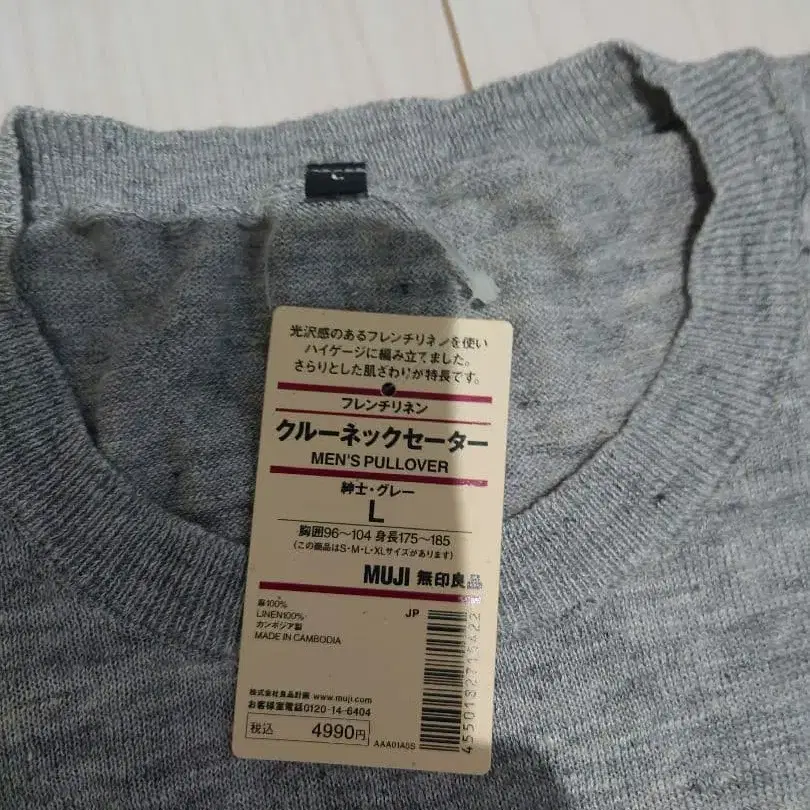 L
光沢感のあるフレンチリネンを使い
ハイゲージに編み立てました。
さらりとした肌ざわりが特長です。
フレンチリネン
クルーネックセーター
MEN'S PULLOVER
紳士・グレー
L
胸囲96〜104 身長175〜185
(この商品はS・M・L・XLサイズがあります)
MUJI 無印良品
麻100%
LINEN100%
カンボジア製
MADE IN CAMBODIA
JP
株式会社良品計画 www.muji.com
お客様室電話0120-14-6404
税込 4990円
AAA01A0S